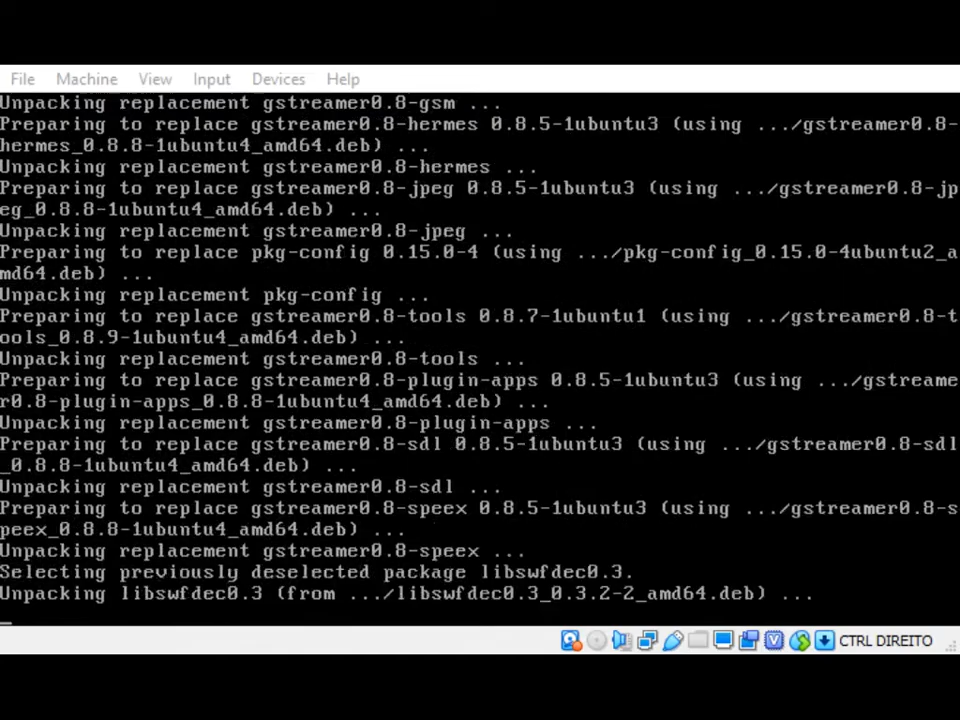 File Machine View Input Devices Help
Unpacking replacement gstreamer0.8-gsm ...
Preparing to replace gstreamer0.8-hermes 0.8.5-1ubuntu3 (using .../gstreamer0.8-
hermes_0.8.8-1ubuntu4_amd64.deb) ...
Unpacking replacement gstreamer0.8-hermes ...
Preparing to replace gstreamer0.8-jpeg 0.8.5-1ubuntu3 (using .../gstreamer0.8-jp
eg_0.8.8-1ubuntu4_amd64.deb) ...
Unpacking replacement gstreamer0.8-jpeg ...
Preparing to replace pkg-config 0.15.0-4 (using .../pkg-config_0.15.0-4ubuntu2_a
md64.deb) ...
Unpacking replacement pkg-config ...
Preparing to replace gstreamer0.8-tools 0.8.7-1ubuntu1 (using .../gstreamer0.8-t
ools_0.8.9-1ubuntu4_amd64.deb) ...
Unpacking replacement gstreamer0.8-tools ...
Preparing to replace gstreamer0.8-plugin-apps 0.8.5-1ubuntu3 (using .../gstreame
r0.8-plugin-apps_0.8.8-1ubuntu4_amd64.deb) ...
Unpacking replacement gstreamer0.8-plugin-apps ...
Preparing to replace gstreamer0.8-sdl 0.8.5-1ubuntu3 (using .../gstreamer0.8-sdl
_0.8.8-1ubuntu4_amd64.deb) ...
Unpacking replacement gstreamer0.8-sdl ...
Preparing to replace gstreamer0.8-speex 0.8.5-1ubuntu3 (using .../gstreamer0.8-s
peex_0.8.8-1ubuntu4_amd64.deb) ...
Unpacking replacement gstreamer0.8-speex ...
Selecting previously deselected package libswfdec0.3.
Unpacking libswfdec0.3 (from .../libswfdec0.3_0.3.2-2_amd64.deb) ...
CTRL DIREITO